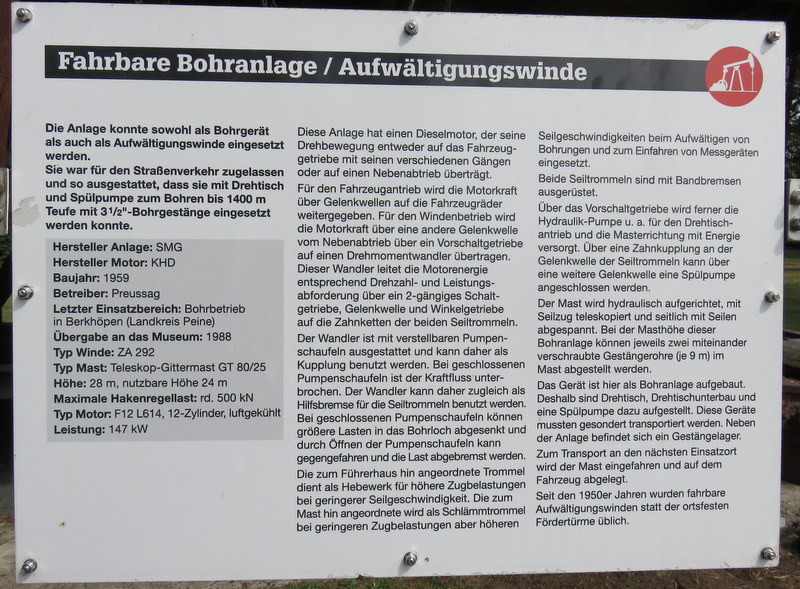 Fahrbare Bohranlage / Aufwältigungswinde
Die Anlage konnte sowohl als Bohrgerät
als auch als Aufwältigungswinde eingesetzt
werden.
Sie war für den Straßenverkehr zugelassen
und so ausgestattet, dass sie mit Drehtisch
und Spülpumpe zum Bohren bis 1400 m
Teufe mit 3 1/2"-Bohrgestänge eingesetzt
werden konnte.
Hersteller Anlage: SMG
Hersteller Motor: KHD
Baujahr: 1959
Betreiber: Preussag
Letzter Einsatzbereich: Bohrbetrieb
in Berkhöpen (Landkreis Peine)
Übergabe an das Museum: 1988
Typ Winde: ZA 292
Typ Mast: Teleskop-Gittermast GT 80/25
Höhe: 28 m, nutzbare Höhe 24 m
Maximale Hakenregellast: rd. 500 kN
Typ Motor: F12 L614, 12-Zylinder, luftgekühlt
Leistung: 147 kW
Diese Anlage hat einen Dieselmotor, der seine
Drehbewegung entweder auf das Fahrzeug-
getriebe mit seinen verschiedenen Gängen
oder auf einen Nebenabtrieb überträgt.
Für den Fahrzeugantrieb wird die Motorkraft
über Gelenkwellen auf die Fahrzeugräder
weitergegeben. Für den Windenbetrieb wird
die Motorkraft über eine andere Gelenkwelle
vom Nebenabtrieb über ein Vorschaltgetriebe
auf einen Drehmomentwandler übertragen.
Dieser Wandler leitet die Motorenergie
entsprechend Drehzahl- und Leistungs-
abforderung über ein 2-gängiges Schalt-
getriebe, Gelenkwelle und Winkelgetriebe
auf die Zahnketten der beiden Seiltrommeln.
Der Wandler ist mit verstellbaren Pumpen-
schaufeln ausgestattet und kann daher als
Kupplung benutzt werden. Bei geschlossenen
Pumpenschaufeln ist der Kraftfluss unter-
brochen. Der Wandler kann daher zugleich als
Hilfsbremse für die Seiltrommeln benutzt werden.
Bei geschlossenen Pumpenschaufeln können
größere Lasten in das Bohrloch abgesenkt und
durch Öffnen der Pumpenschaufeln kann
gegengefahren und die Last abgebremst werden.
Die zum Führerhaus hin angeordnete Trommel
dient als Hebewerk für höhere Zugbelastungen
bei geringerer Seilgeschwindigkeit. Die zum
Mast hin angeordnete wird als Schlämmtrommel
bei geringeren Zugbelastungen aber höheren
Seilgeschwindigkeiten beim Aufwältigen von
Bohrungen und zum Einfahren von Messgeräten
eingesetzt.
Beide Seiltrommeln sind mit Bandbremsen
ausgerüstet.
Über das Vorschaltgetriebe wird ferner die
Hydraulik-Pumpe u. a. für den Drehtisch-
antrieb und die Masterrichtung mit Energie
versorgt. Über eine Zahnkupplung an der
Gelenkwelle der Seiltrommeln kann über
eine weitere Gelenkwelle eine Spülpumpe
angeschlossen werden.
Der Mast wird hydraulisch aufgerichtet, mit
Seilzug teleskopiert und seitlich mit Seilen
abgespannt. Bei der Masthöhe dieser
Bohranlage können jeweils zwei miteinander
verschraubte Gestängerohre (je 9 m) im
Mast abgestellt werden.
Das Gerät ist hier als Bohranlage aufgebaut.
Deshalb sind Drehtisch, Drehtischunterbau und
eine Spülpumpe dazu aufgestellt. Diese Geräte
mussten gesondert transportiert werden. Neben
der Anlage befindet sich ein Gestängelager.
Zum Transport an den nächsten Einsatzort
wird der Mast eingefahren und auf dem
Fahrzeug abgelegt.
Seit den 1950er Jahren wurden fahrbare
Aufwältigungswinden statt der ortsfesten
Fördertürme üblich.